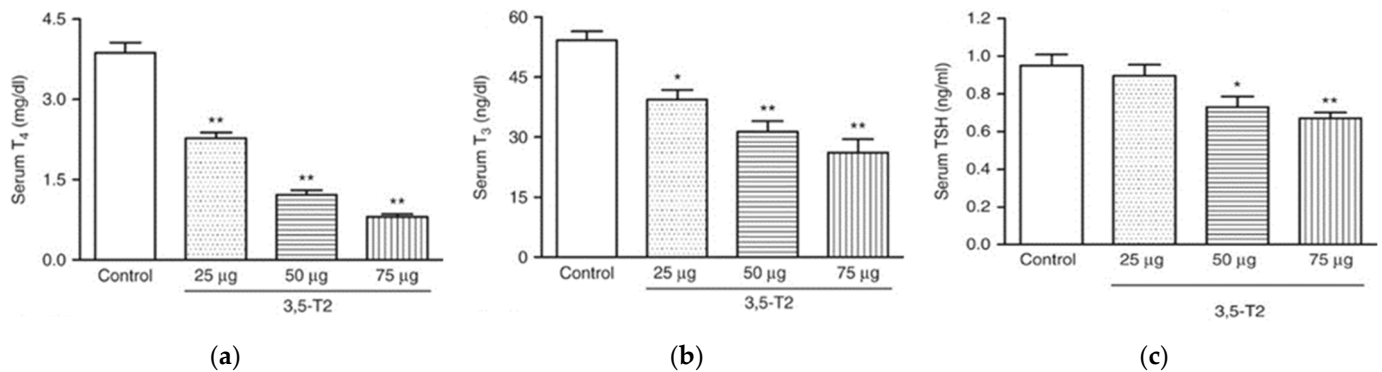 Serum T4 (mg/dl)
4.5
3.0
1.5
0.0
**
**
**
Control
25 μg
50 μg
75 μg
3,5-T2
(a)
Serum T3 (ng/dl)
60
45
30
15
0
*
**
**
Control
25 μg
50 μg
75 μg
3,5-T2
(b)
Serum TSH (ng/ml)
1.2
1.0
0.8
0.6
0.4
0.2
0.0
*
**
Control
25 μg
50 μg
75 μg
3,5-T2
(c)